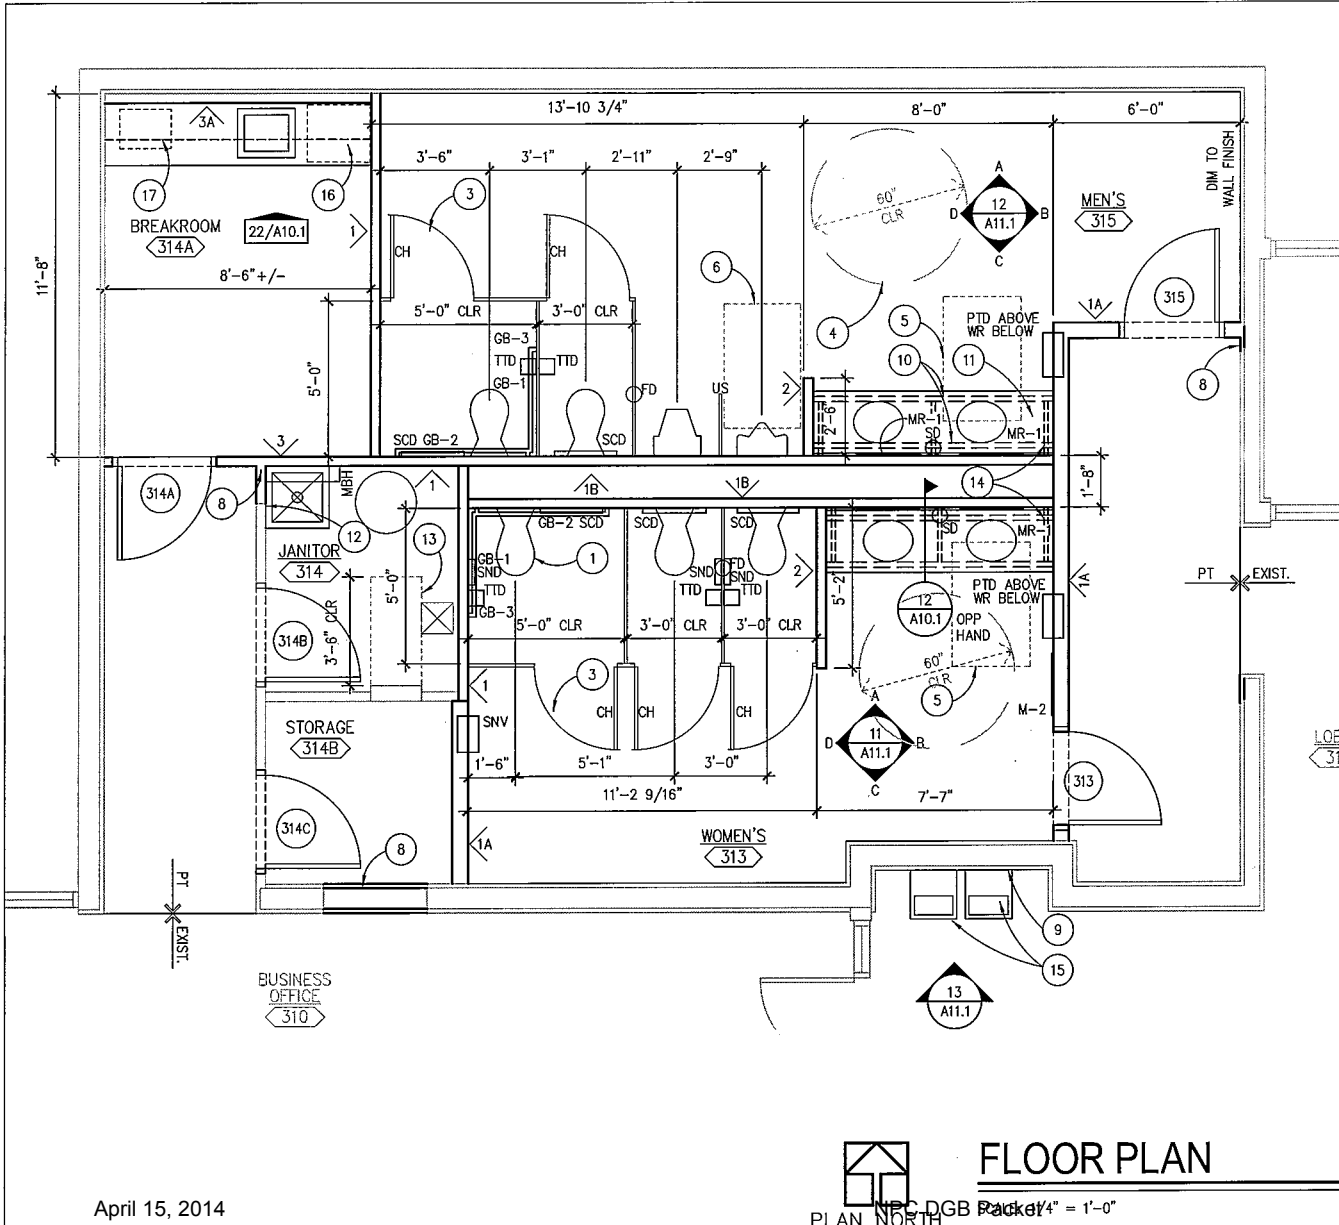 13'-10 3/4"
8'-0"
6'-0"
3A
3'-6"
3'-1"
2'-11"
2'-9"
DIM TO
WALL FINISH
17
16
3
60"
CLR
A
12
A11.1
D
B
C
MEN'S
315
BREAKROOM
314A
22/A10.1
1
CH
CH
8'-6"+/-
11'-8"
6
315
5'-0" CLR
3'-0" CLR
4
5
PTD ABOVE
WR BELOW
1A
GB-3
TTD
TTD
10
11
8
5'-0"
GB-1
FD
US
2
2'-6"
MR-1
SD
MR-1
3
SCD GB-2
SCD
1'-8"
314A
8
MBH
1
1B
1B
14
12
GB-2 SCD
SCD
SCD
SD
MR-1
JANITOR
314
13
GB-1
SND
1
SND
FD
SND
2
5'-0"
5'-2"
1A
PT
EXIST.
TTD
TTD
TTD
GB-3
PTD ABOVE
WR BELOW
12
A10.1
OPP
HAND
3'-6" CLR
314B
5'-0" CLR
3'-0" CLR
3'-0" CLR
60"
CLR
3
5
1
CH
CH
CH
M-2
STORAGE
314B
SNV
A
11
A11.1
D
B
C
LOB
31
1'-6"
5'-1"
3'-0"
313
11'-2 9/16"
7'-7"
314C
8
1A
WOMEN'S
313
PT
EXIST.
9
15
BUSINESS
OFFICE
310
13
A11.1
FLOOR PLAN
April 15, 2014
NPC DGB Packet
1/4" = 1'-0"
PLAN NORTH